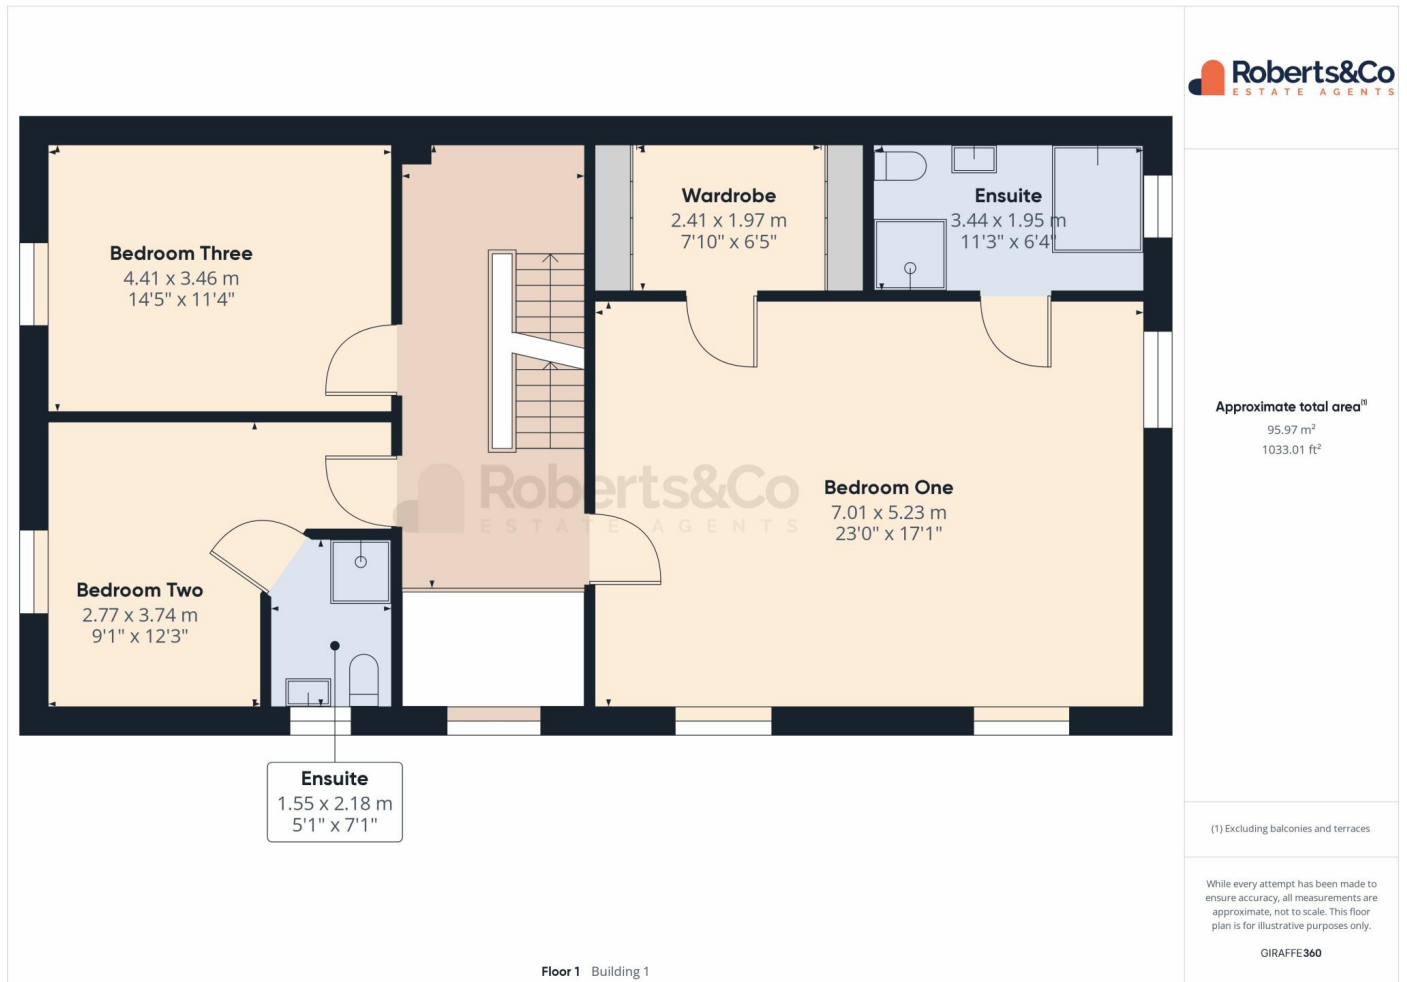 Roberts&Co
ESTATE AGENTS
Bedroom Three
4.41 x 3.46 m
14'5" x 11'4"
Wardrobe
2.41 x 1.97 m
7'10" x 6'5"
Ensuite
3.44 x 1.95 m
11'3" x 6'4"
Roberts&Co
ESTATE AGENTS
Bedroom One
7.01 x 5.23 m
23'0" x 17'1"
Bedroom Two
2.77 x 3.74 m
9'1" x 12'3"
Ensuite
1.55 x 2.18 m
5'1" x 7'1"
Approximate total area(1)
95.97 m²
1033.01 ft²
(1) Excluding balconies and terraces
While every attempt has been made to
ensure accuracy, all measurements are
approximate, not to scale. This floor
plan is for illustrative purposes only.
GIRAFFE360
Floor 1 Building 1